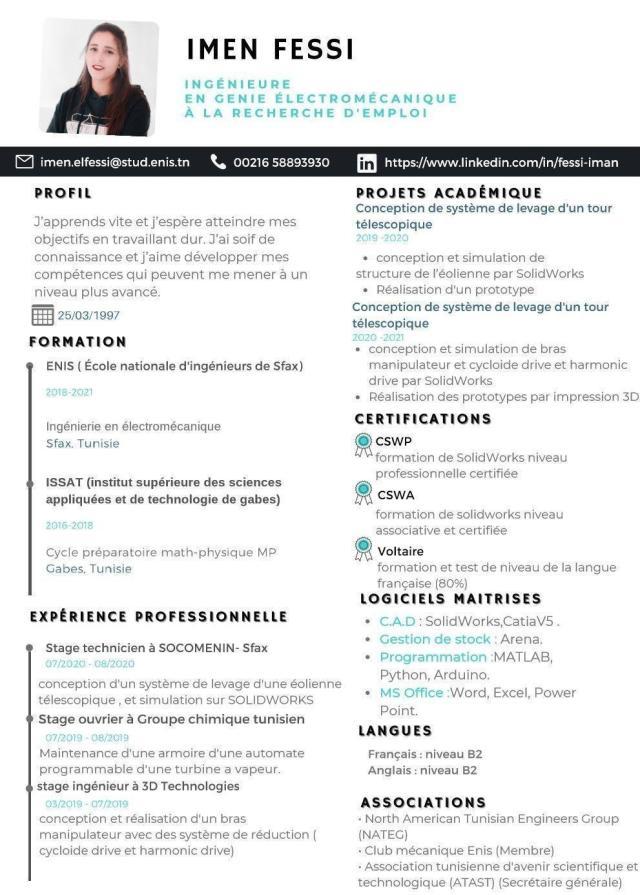 IMEN FESSI
INGÉNIEURE
EN GENIE ÉLECTROMÉCANIQUE
À LA RECHERCHE D'EMPLOI
imen.elfessi@stud.enis.tn
00216 58893930
https://www.linkedin.com/in/fessi-iman
in
PROFIL
J'apprends vite et j'espère atteindre mes
objectifs en travaillant dur. J'ai soif de
connaissance et j'aime développer mes
compétences qui peuvent me mener à un
niveau plus avancé.
25/03/1997
FORMATION
ENIS ( École nationale d'ingénieurs de Sfax)
2018-2021
Ingénierie en électromécanique
Sfax, Tunisie
ISSAT (institut supérieure des sciences
appliquées et de technologie de gabes)
2016-2018
Cycle préparatoire math-physique MP
Gabes, Tunisie
EXPÉRIENCE PROFESSIONNELLE
Stage technicien à SOCOMENIN- Sfax
07/2020 - 08/2020
conception d'un système de levage d'une éolienne
télescopique , et simulation sur SOLIDWORKS
Stage ouvrier à Groupe chimique tunisien
07/2019 - 08/2019
Maintenance d'une armoire d'une automate
programmable d'une turbine a vapeur.
stage ingénieur à 3D Technologies
03/2019 - 07/2019
conception et réalisation d'un bras
manipulateur avec des système de réduction (
cycloide drive et harmonic drive)
PROJETS ACADÉMIQUE
Conception de système de levage d'un tour
télescopique
2019 -2020
• conception et simulation de
structure de l'éolienne par SolidWorks
• Réalisation d'un prototype
Conception de système de levage d'un tour
télescopique
2020 -2021
• conception et simulation de bras
manipulateur et cycloide drive et harmonic
drive par SolidWorks
• Réalisation des prototypes par impression 3D
CERTIFICATIONS
CSWP
formation de SolidWorks niveau
professionnelle certifiée
CSWA
formation de solidworks niveau
associative et certifiée
Voltaire
formation et test de niveau de la langue
française (80%)
LOGICIELS MAITRISES
• C.A.D : SolidWorks,CatiaV5 .
• Gestion de stock : Arena.
• Programmation :MATLAB,
Python, Arduino.
• MS Office :Word, Excel, Power
Point.
LANGUES
Français : niveau B2
Anglais : niveau B2
ASSOCIATIONS
• North American Tunisian Engineers Group
(NATEG)
• Club mécanique Enis (Membre)
• Association tunisienne d'avenir scientifique et
technologique (ATAST) (Secrétaire générale)